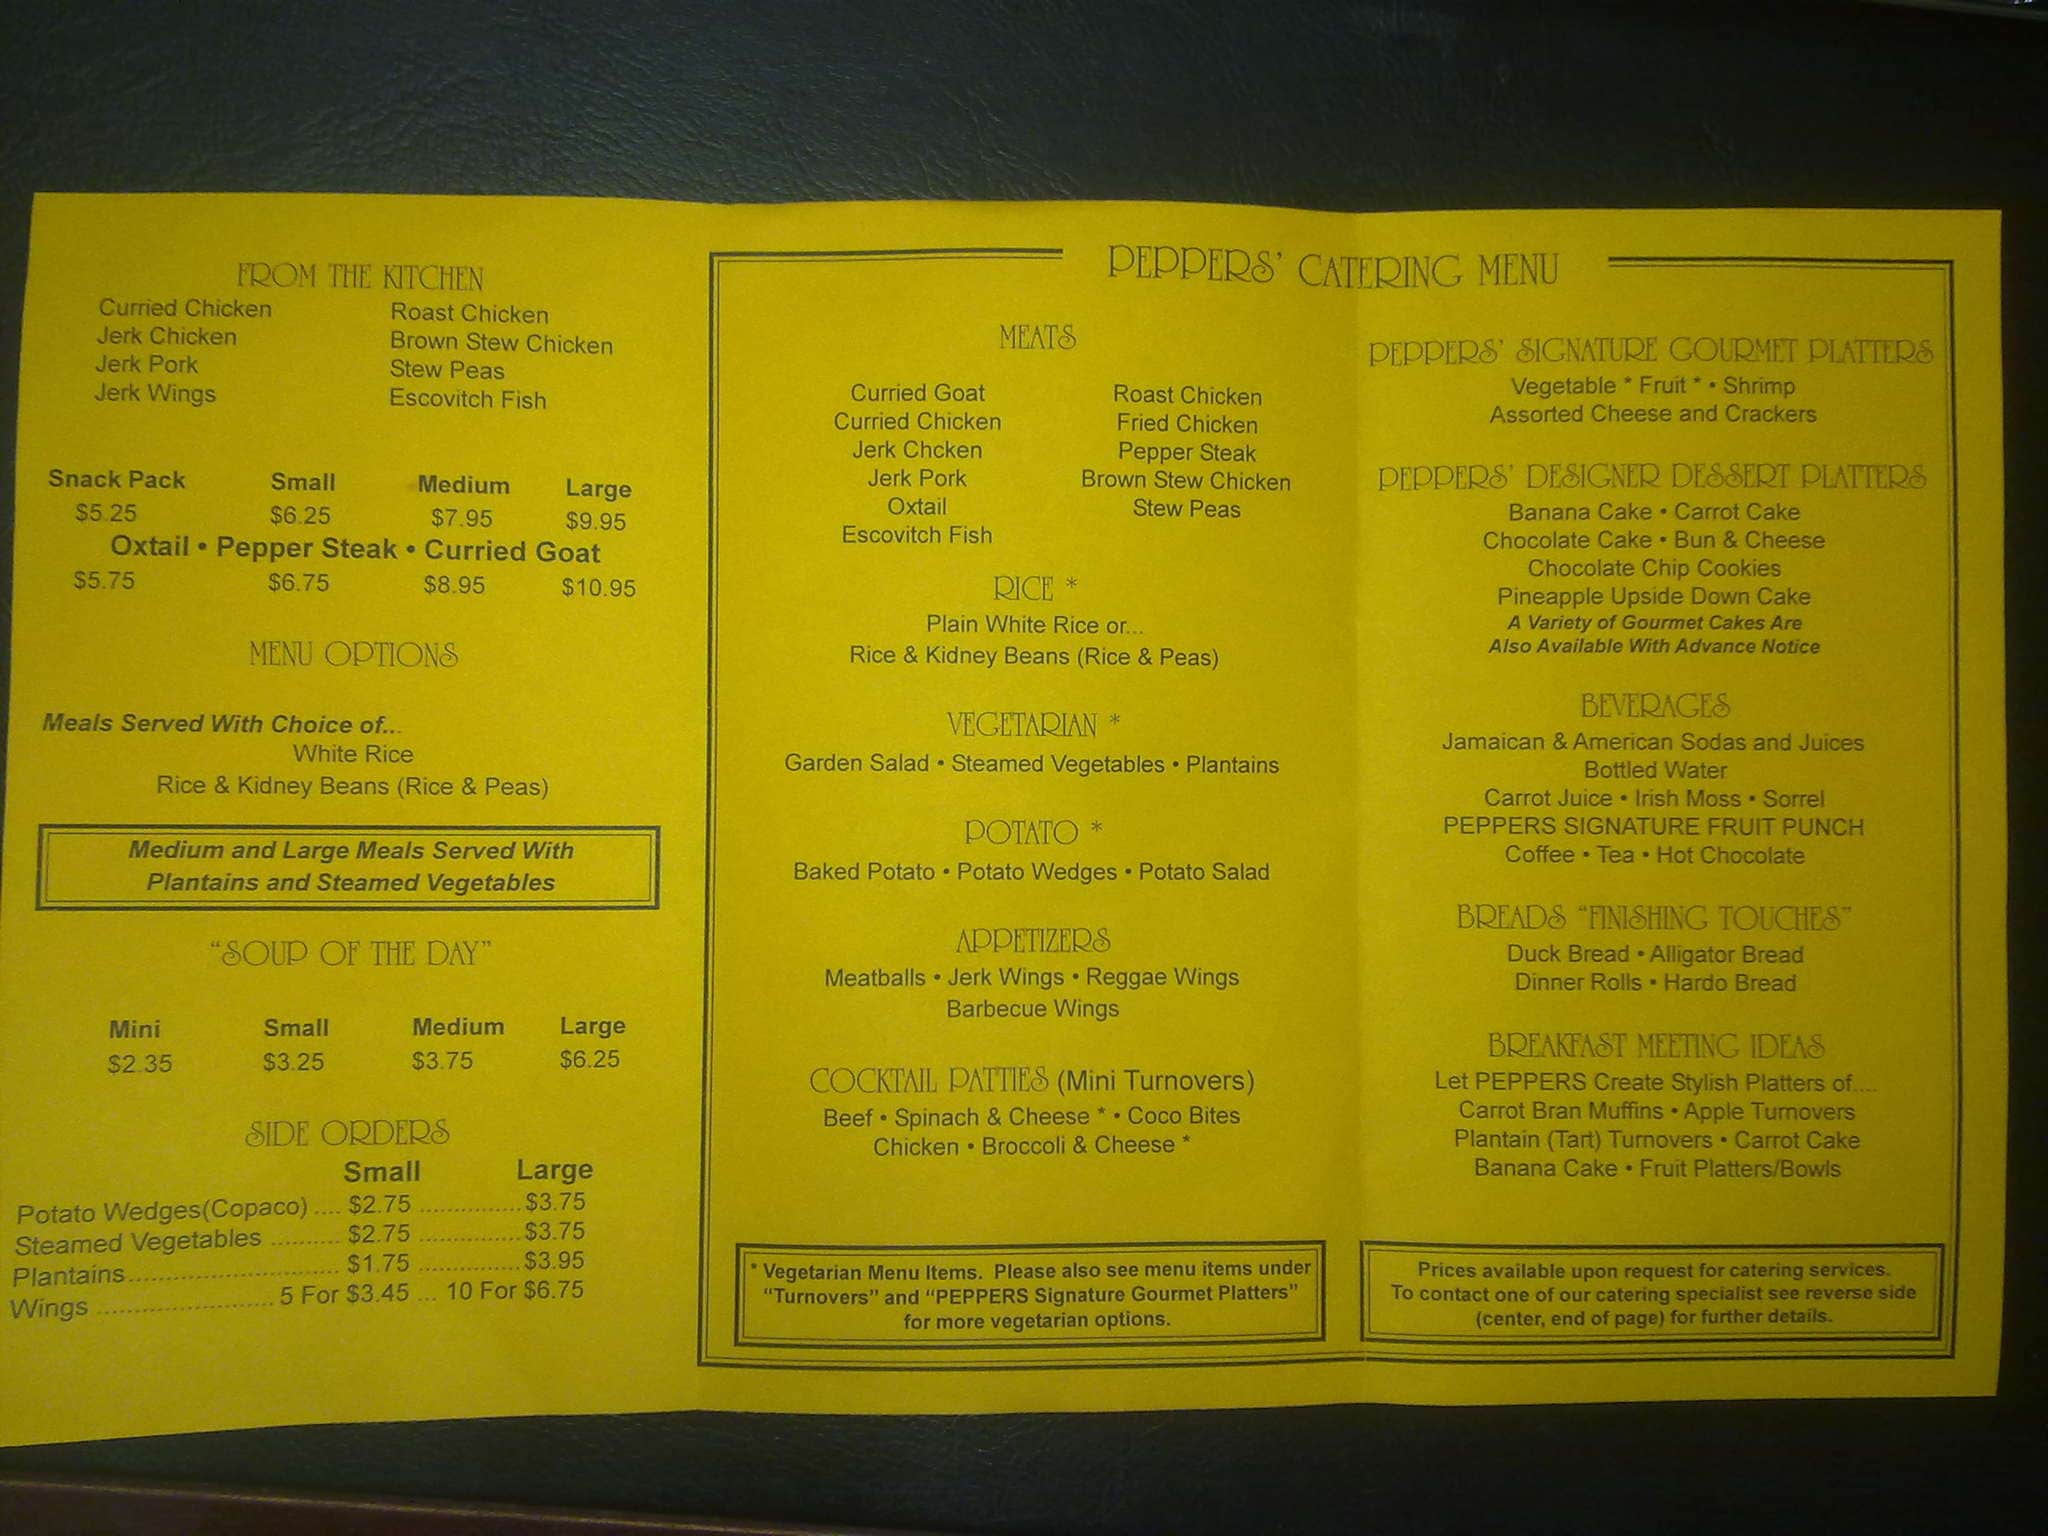 FROM THE KITCHEN
Curried Chicken Roast Chicken
Jerk Chicken Brown Stew Chicken
Jerk Pork Stew Peas
Jerk Wings Escovitch Fish
Snack Pack Small Medium Large
$5.25 $6.25 $7.95 $9.95
Oxtail • Pepper Steak • Curried Goat
$5.75 $6.75 $8.95 $10.95
MENU OPTIONS
Meals Served With Choice of...
White Rice
Rice & Kidney Beans (Rice & Peas)
Medium and Large Meals Served With
Plantains and Steamed Vegetables
"SOUP OF THE DAY"
Mini Small Medium Large
$2.35 $3.25 $3.75 $6.25
SIDE ORDERS
Small Large
Potato Wedges(Copaco) .... $2.75 ................ $3.75
Steamed Vegetables .......... $2.75 ................ $3.75
Plantains............................... $1.75 ................ $3.95
Wings .......................... 5 For $3.45 ... 10 For $6.75
PEPPERS' CATERING MENU
MEATS
Curried Goat Roast Chicken
Curried Chicken Fried Chicken
Jerk Chcken Pepper Steak
Jerk Pork Brown Stew Chicken
Oxtail Stew Peas
Escovitch Fish
RICE *
Plain White Rice or...
Rice & Kidney Beans (Rice & Peas)
VEGETARIAN *
Garden Salad • Steamed Vegetables • Plantains
POTATO *
Baked Potato • Potato Wedges • Potato Salad
APPETIZERS
Meatballs • Jerk Wings • Reggae Wings
Barbecue Wings
COCKTAIL PATTIES (Mini Turnovers)
Beef • Spinach & Cheese * • Coco Bites
Chicken • Broccoli & Cheese *
* Vegetarian Menu Items. Please also see menu items under
"Turnovers" and "PEPPERS Signature Gourmet Platters"
for more vegetarian options.
PEPPERS' SIGNATURE GOURMET PLATTERS
Vegetable * Fruit * • Shrimp
Assorted Cheese and Crackers
PEPPERS' DESIGNER DESSERT PLATTERS
Banana Cake • Carrot Cake
Chocolate Cake • Bun & Cheese
Chocolate Chip Cookies
Pineapple Upside Down Cake
A Variety of Gourmet Cakes Are
Also Available With Advance Notice
BEVERAGES
Jamaican & American Sodas and Juices
Bottled Water
Carrot Juice • Irish Moss • Sorrel
PEPPERS SIGNATURE FRUIT PUNCH
Coffee • Tea • Hot Chocolate
BREADS "FINISHING TOUCHES"
Duck Bread • Alligator Bread
Dinner Rolls • Hardo Bread
BREAKFAST MEETING IDEAS
Let PEPPERS Create Stylish Platters of....
Carrot Bran Muffins • Apple Turnovers
Plantain (Tart) Turnovers • Carrot Cake
Banana Cake • Fruit Platters/Bowls
Prices available upon request for catering services.
To contact one of our catering specialist see reverse side
(center, end of page) for further details.